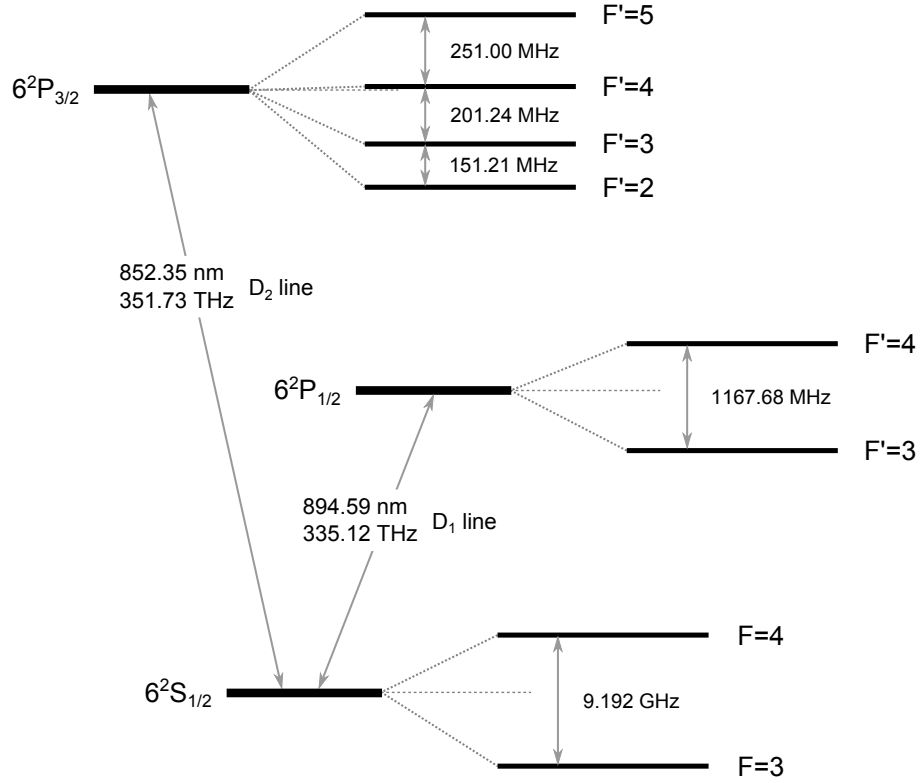 F'=5
251.00 MHz
6²P₃/₂
F'=4
201.24 MHz
F'=3
151.21 MHz
F'=2
852.35 nm
351.73 THz
D₂ line
F'=4
6²P₁/₂
1167.68 MHz
F'=3
894.59 nm
335.12 THz
D₁ line
F=4
6²S₁/₂
9.192 GHz
F=3